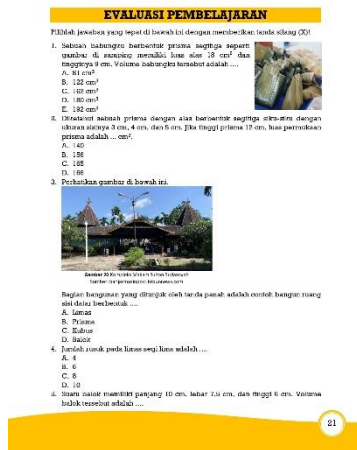 EVALUASI PEMBELAJARAN
Pilihlah jawaban yang tepat di bawah ini dengan memberikan tanda silang (X)!
1. Sebuah babungku berbentuk prisma segitiga seperti
gambar di samping memiliki luas alas 18 cm² dan
tingginya 9 cm. Volume babungku tersebut adalah ....
A. 81 cm³
B. 122 cm³
C. 162 cm³
D. 180 cm³
E. 192 cm³
2. Diketahui sebuah prisma dengan alas berbentuk segitiga siku-siku dengan
ukuran sisinya 3 cm, 4 cm, dan 5 cm. Jika tinggi prisma 12 cm, luas permukaan
prisma adalah ... cm².
A. 140
B. 156
C. 165
D. 166
3. Perhatikan gambar di bawah ini.
Gambar 20 Kompleks Makam Sultan
Bagian bangunan yang ditunjuk oleh tanda panah adalah contoh bangun ruang
sisi datar berbentuk ....
A. Limas
B. Prisma
C. Kubus
D. Balok
4. Jumlah rusuk pada limas segi lima adalah ....
A. 4
B. 6
C. 8
D. 10
5. Suatu balok memiliki panjang 10 cm, lebar 7,5 cm, dan tinggi 6 cm. Volume
balok tersebut adalah ....
21